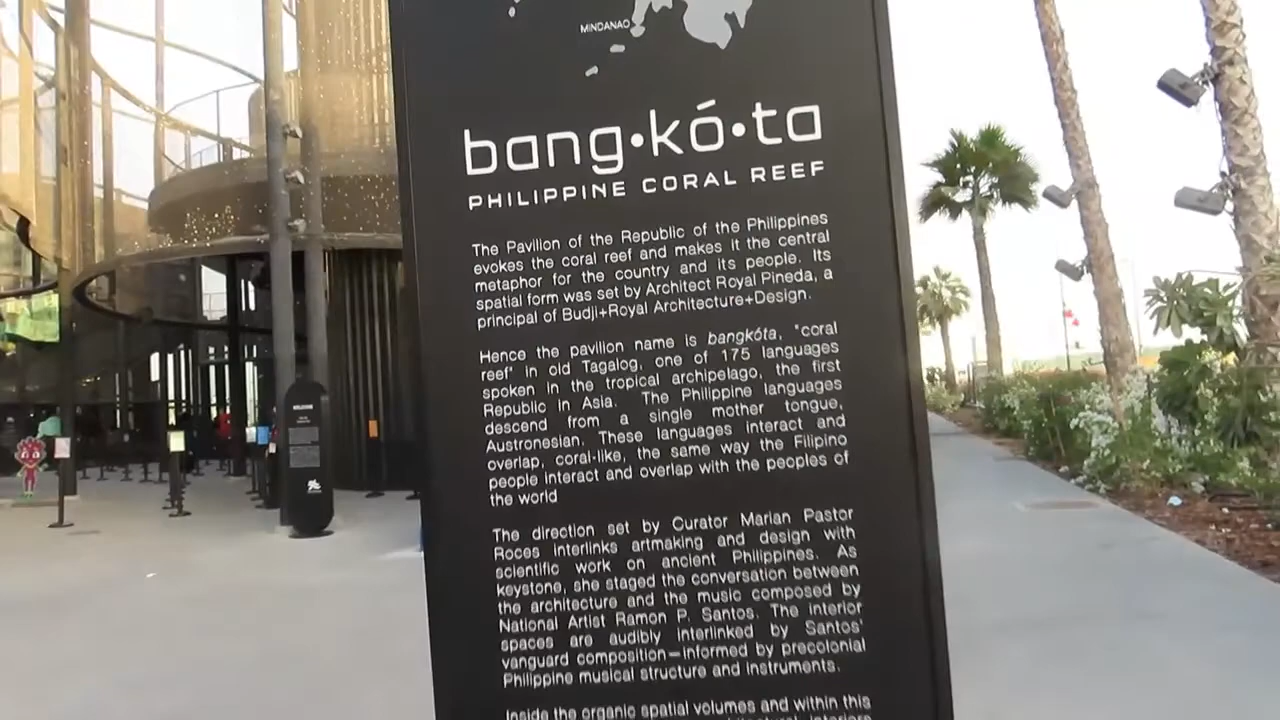 MINDANAO
bang•kó•ta
PHILIPPINE CORAL REEF
The Pavilion of the Republic of the Philippines
evokes the coral reef and makes it the central
metaphor for the country and its people. Its
spatial form was set by Architect Royal Pineda, a
principal of Budji+Royal Architecture+Design.
Hence the pavilion name is bangkóta, "coral
reef" in old Tagalog, one of 175 languages
spoken in the tropical archipelago, the first
Republic in Asia. The Philippine languages
descend from a single mother tongue,
Austronesian. These languages interact and
overlap, coral-like, the same way the Filipino
people interact and overlap with the peoples of
the world
The direction set by Curator Marian Pastor
Roces interlinks artmaking and design with
scientific work on ancient Philippines. As
keystone, she staged the conversation between
the architecture and the music composed by
National Artist Ramon P. Santos. The interior
spaces are audibly interlinked by Santos'
vanguard composition—informed by precolonial
Philippine musical structure and instruments.
Inside the organic spatial volumes and within this
interiors
WELCOME